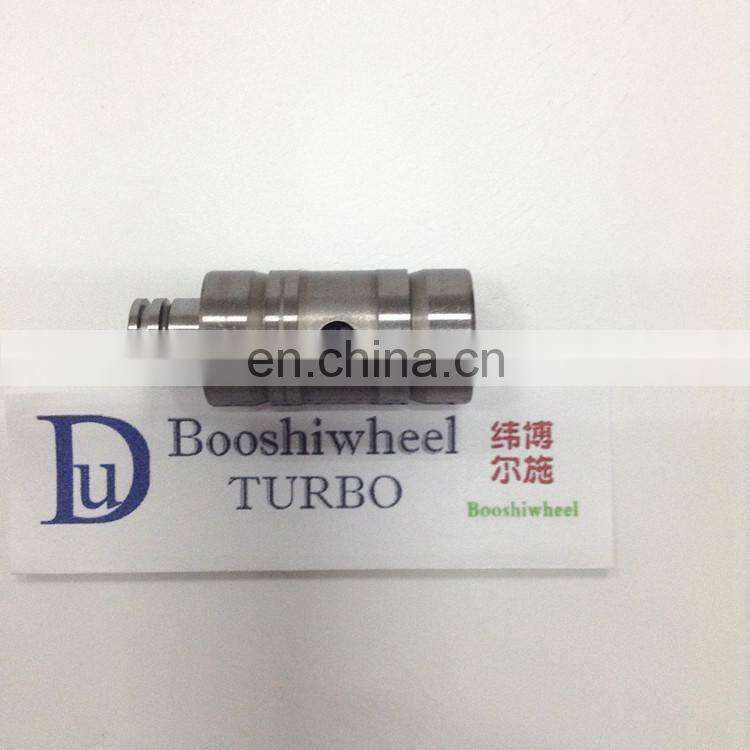 en.china.cn
Du
Booshiwheel
TURBO
纬博
尔施
Booshiwheel